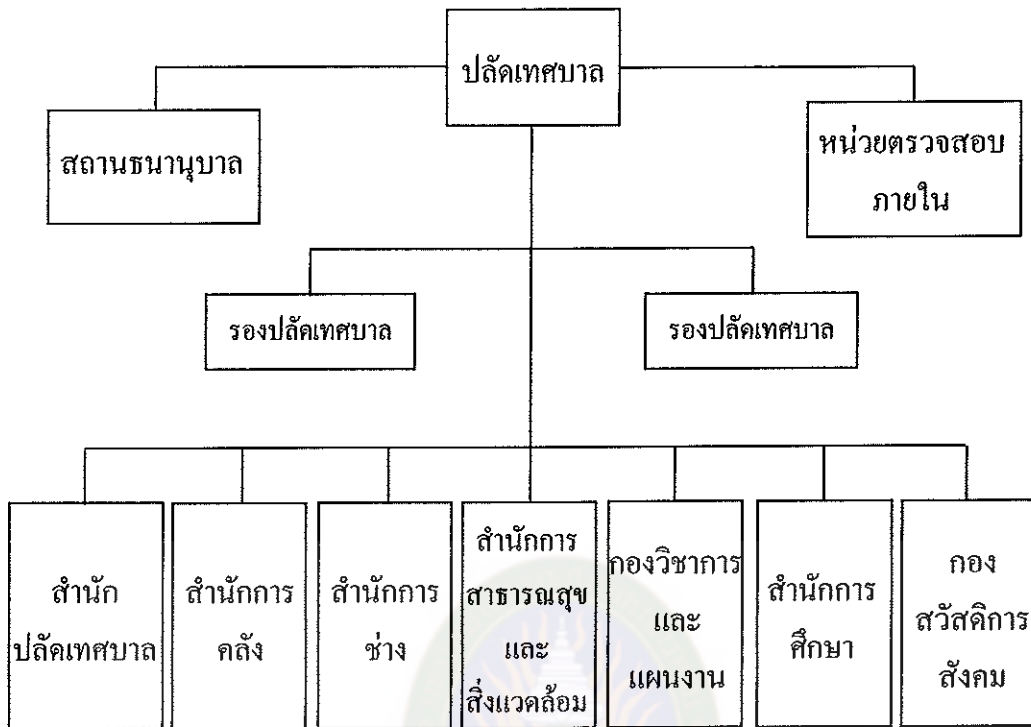 ปลัดเทศบาล
สถานธนานุบาล
หน่วยตรวจสอบ
ภายใน
รองปลัดเทศบาล
รองปลัดเทศบาล
สำนัก
ปลัดเทศบาล
สำนักการ
คลัง
สำนักการ
ช่าง
สำนักการ
สาธารณสุข
และ
สิ่งแวดล้อม
กองวิชาการ
และ
แผนงาน
สำนักการ
ศึกษา
กอง
สวัสดิการ
สังคม